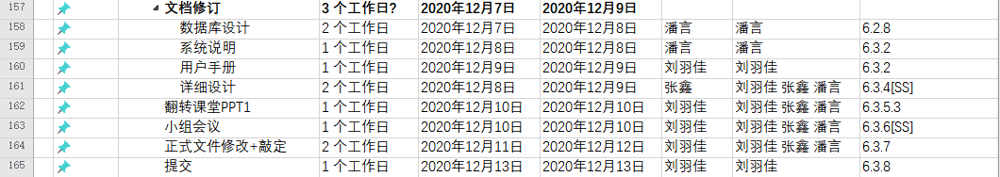 157 文档修订 3 个工作日? 2020年12月7日 2020年12月9日
158 数据库设计 2 个工作日 2020年12月7日 2020年12月8日 潘言 潘言 6.2.8
159 系统说明 1 个工作日 2020年12月8日 2020年12月8日 潘言 潘言 6.3.2
160 用户手册 1 个工作日 2020年12月9日 2020年12月9日 刘羽佳 刘羽佳 6.3.2
161 详细设计 2 个工作日 2020年12月8日 2020年12月9日 张鑫 刘羽佳 张鑫 潘言 6.3.4[SS]
162 翻转课堂PPT1 1 个工作日 2020年12月10日 2020年12月10日 刘羽佳 刘羽佳 张鑫 潘言 6.3.5.3
163 小组会议 1 个工作日 2020年12月10日 2020年12月10日 刘羽佳 刘羽佳 张鑫 潘言 6.3.6[SS]
164 正式文件修改+敲定 2 个工作日 2020年12月11日 2020年12月12日 刘羽佳 刘羽佳 张鑫 潘言 6.3.7
165 提交 1 个工作日 2020年12月13日 2020年12月13日 刘羽佳 刘羽佳 6.3.8